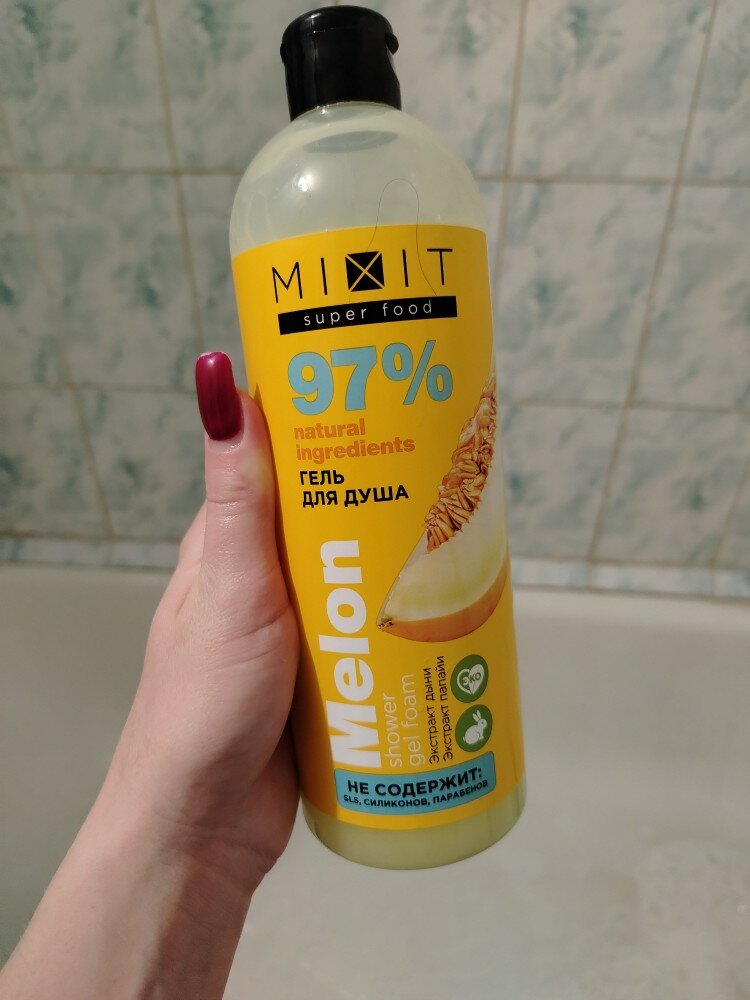 MIXIT
super food
97%
natural
ingredients
ГЕЛЬ
ДЛЯ ДУША
Melon
shower
gel foam
Экстракт дыни
Экстракт папайи
ЭКО
НЕ СОДЕРЖИТ:
SLS, СИЛИКОНОВ, ПАРАБЕНОВ